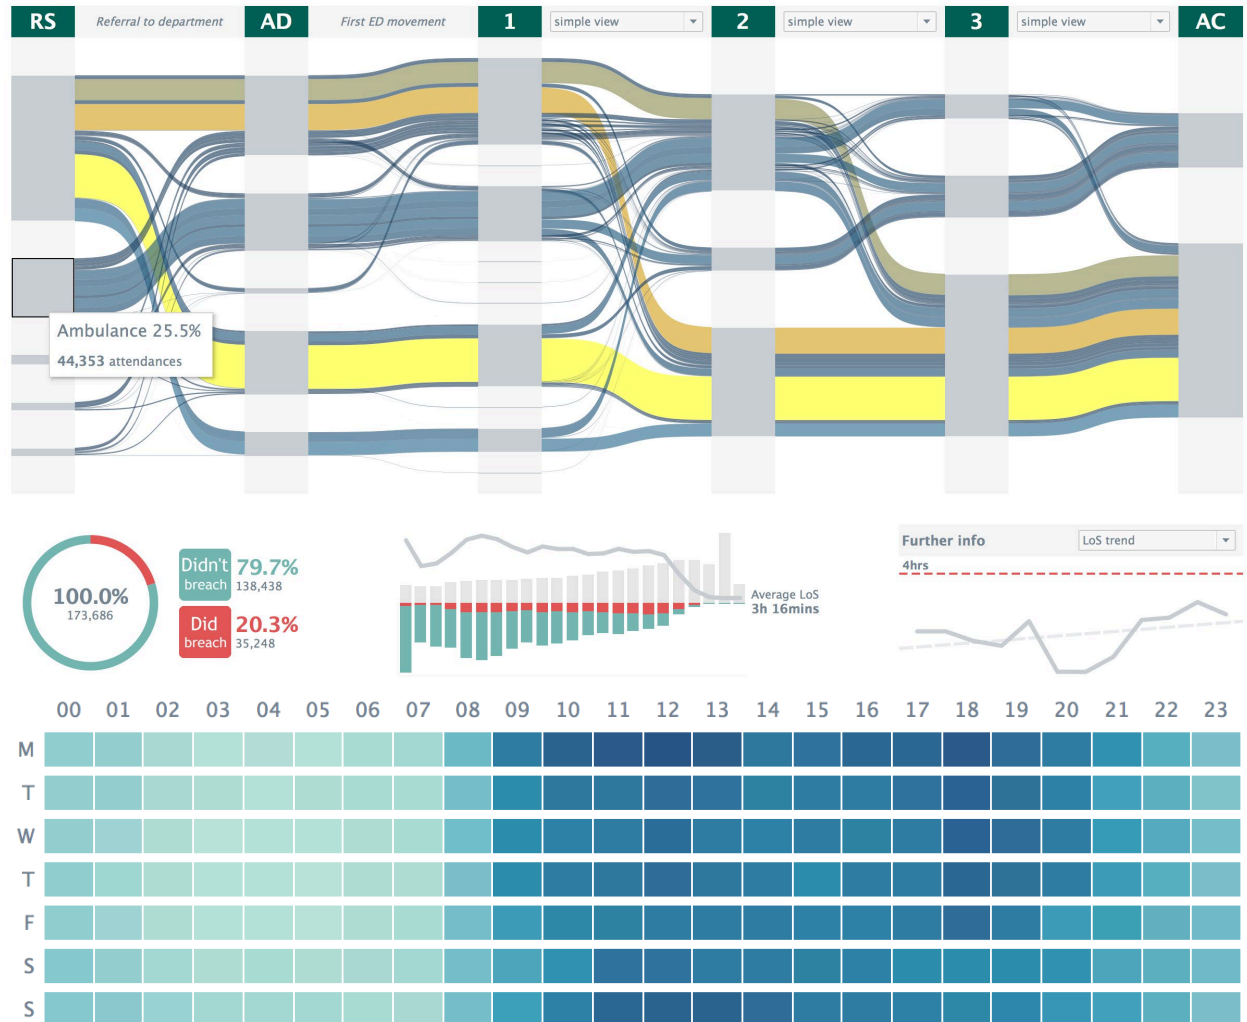 RS Referral to department AD First ED movement 1 simple view 2 simple view 3 simple view AC
Ambulance 25.5%
44,353 attendances
100.0%
173,686
Didn't
breach
79.7%
138,438
Did
breach
20.3%
35,248
Average LoS
3h 16mins
Further info LoS trend
4hrs
00 01 02 03 04 05 06 07 08 09 10 11 12 13 14 15 16 17 18 19 20 21 22 23
M
T
W
T
F
S
S